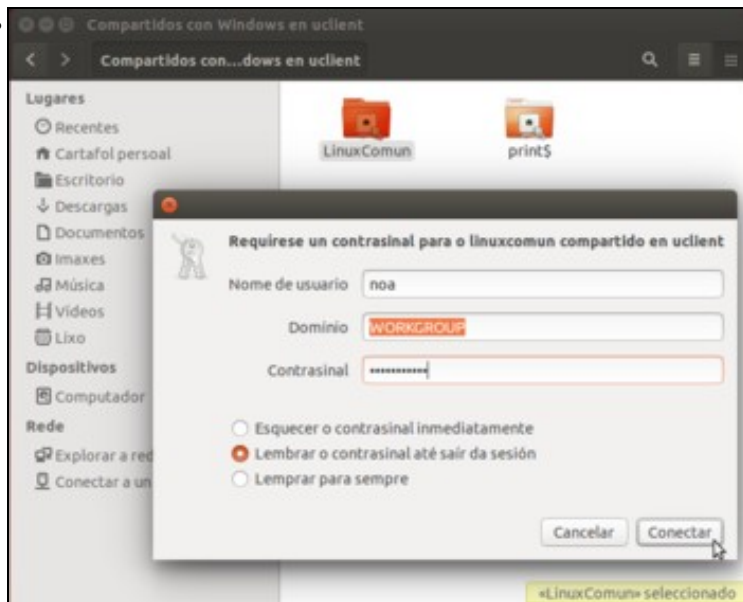 Compartidos con Windows en uclient
Compartidos con...dows en uclient
Lugares
Recentes
Cartafol persoal
Escritorio
Descargas
Documentos
Imaxes
Música
Vídeos
Lixo
Dispositivos
Computador
Rede
Explorar a red
Conectar a un
LinuxComun
print$
Requírese un contrasinal para o linuxcomun compartido en uclient
Nome de usuario noa
Dominio WORKGROUP
Contrasinal
Esquecer o contrasinal inmediatamente
Lembrar o contrasinal até saír da sesión
Lemprar para sempre
Cancelar Conectar
«LinuxComun» seleccionado